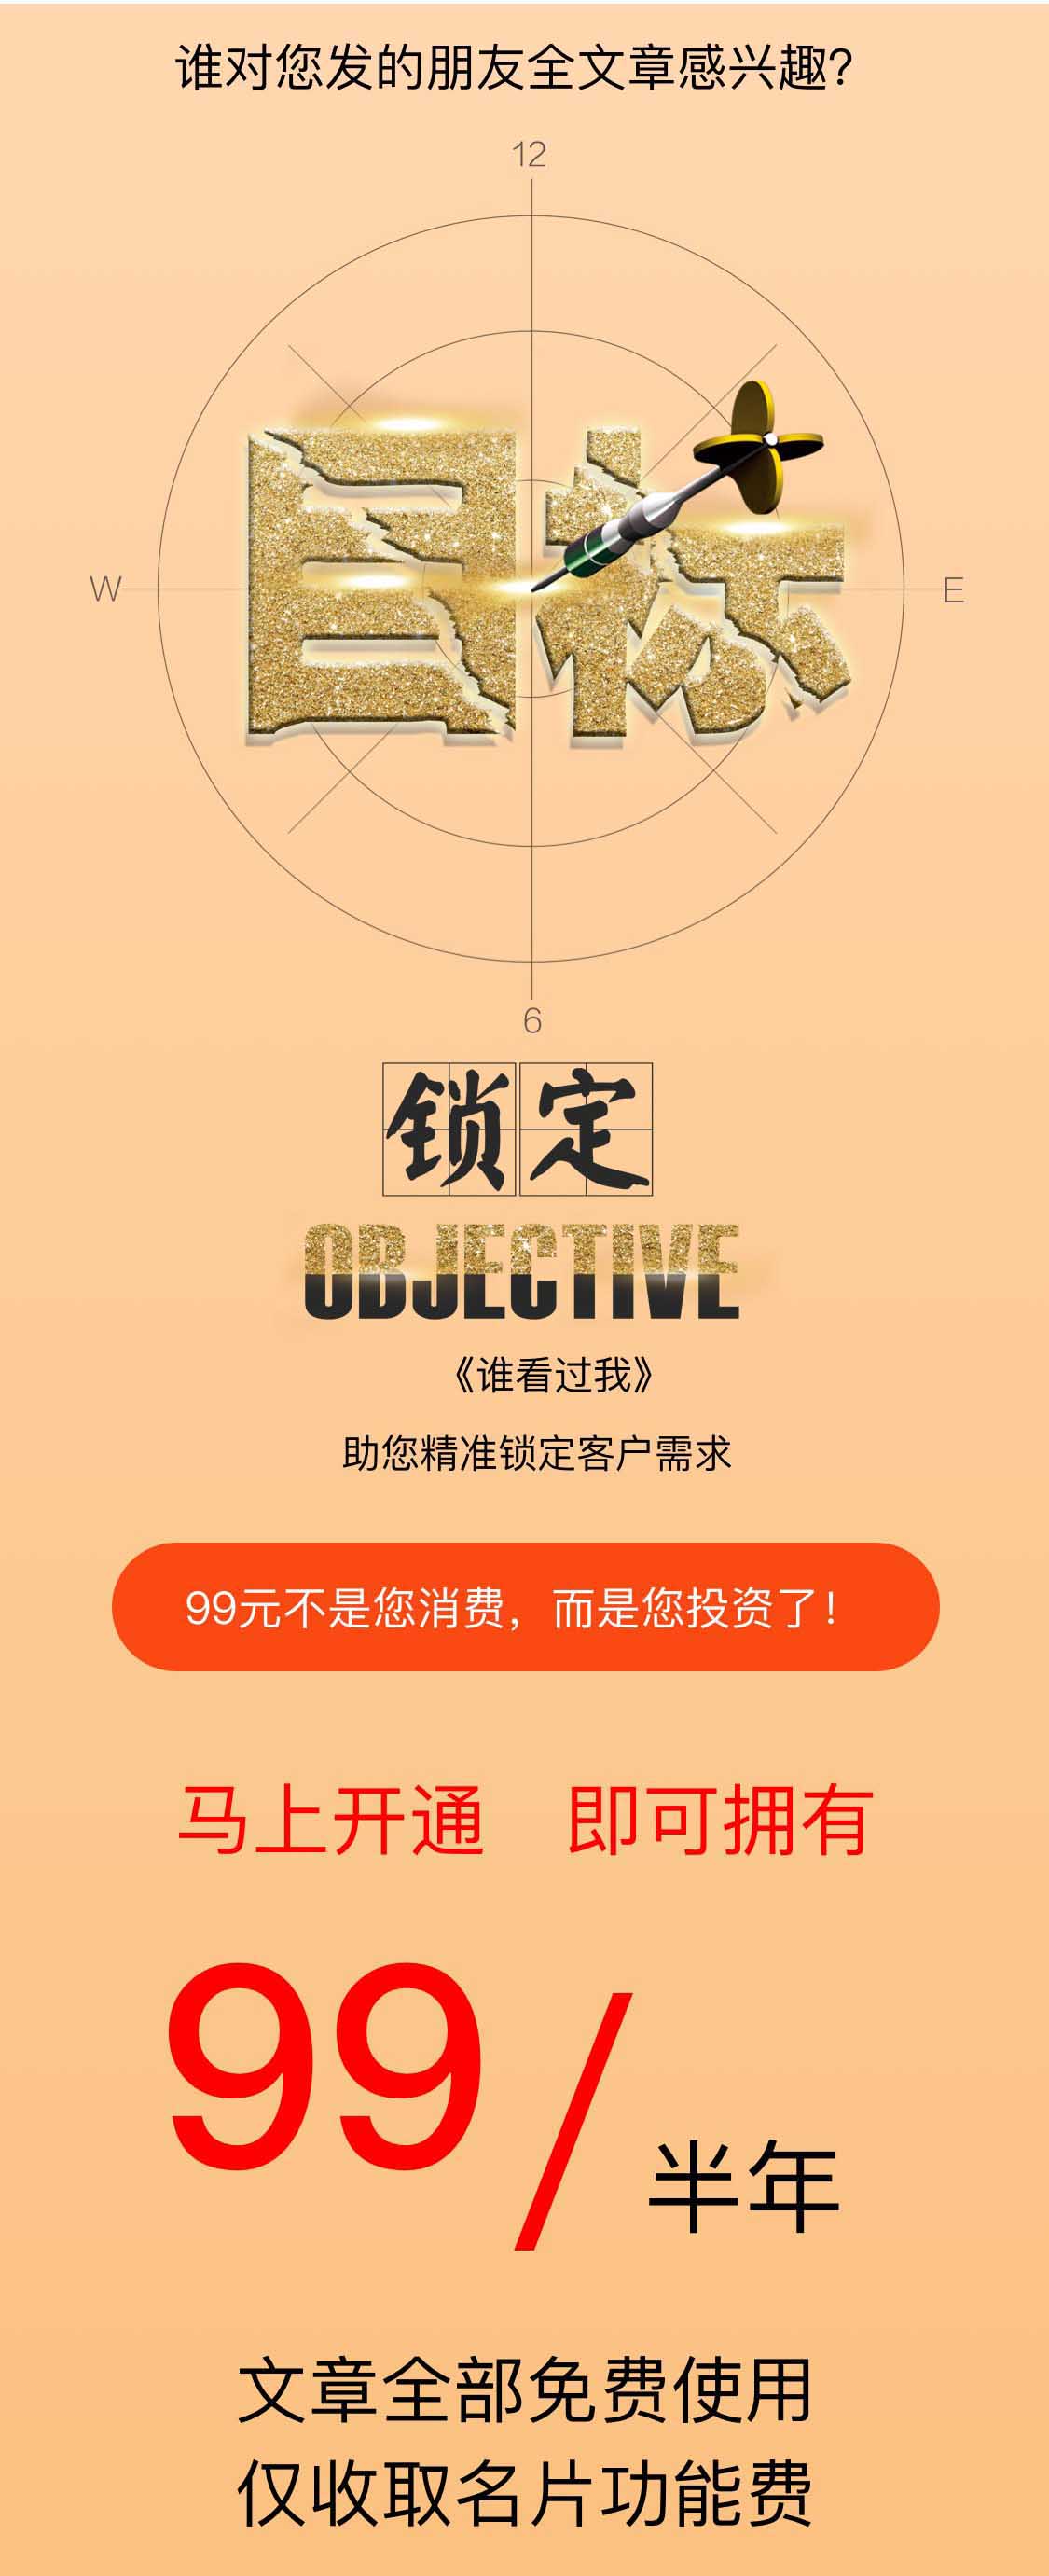 谁对您发的朋友全文章感兴趣?
12
目标
W
E
6
锁定
OBJECTIVE
《谁看过我》
助您精准锁定客户需求
99元不是您消费，而是您投资了！
马上开通 即可拥有
99/半年
文章全部免费使用
仅收取名片功能费